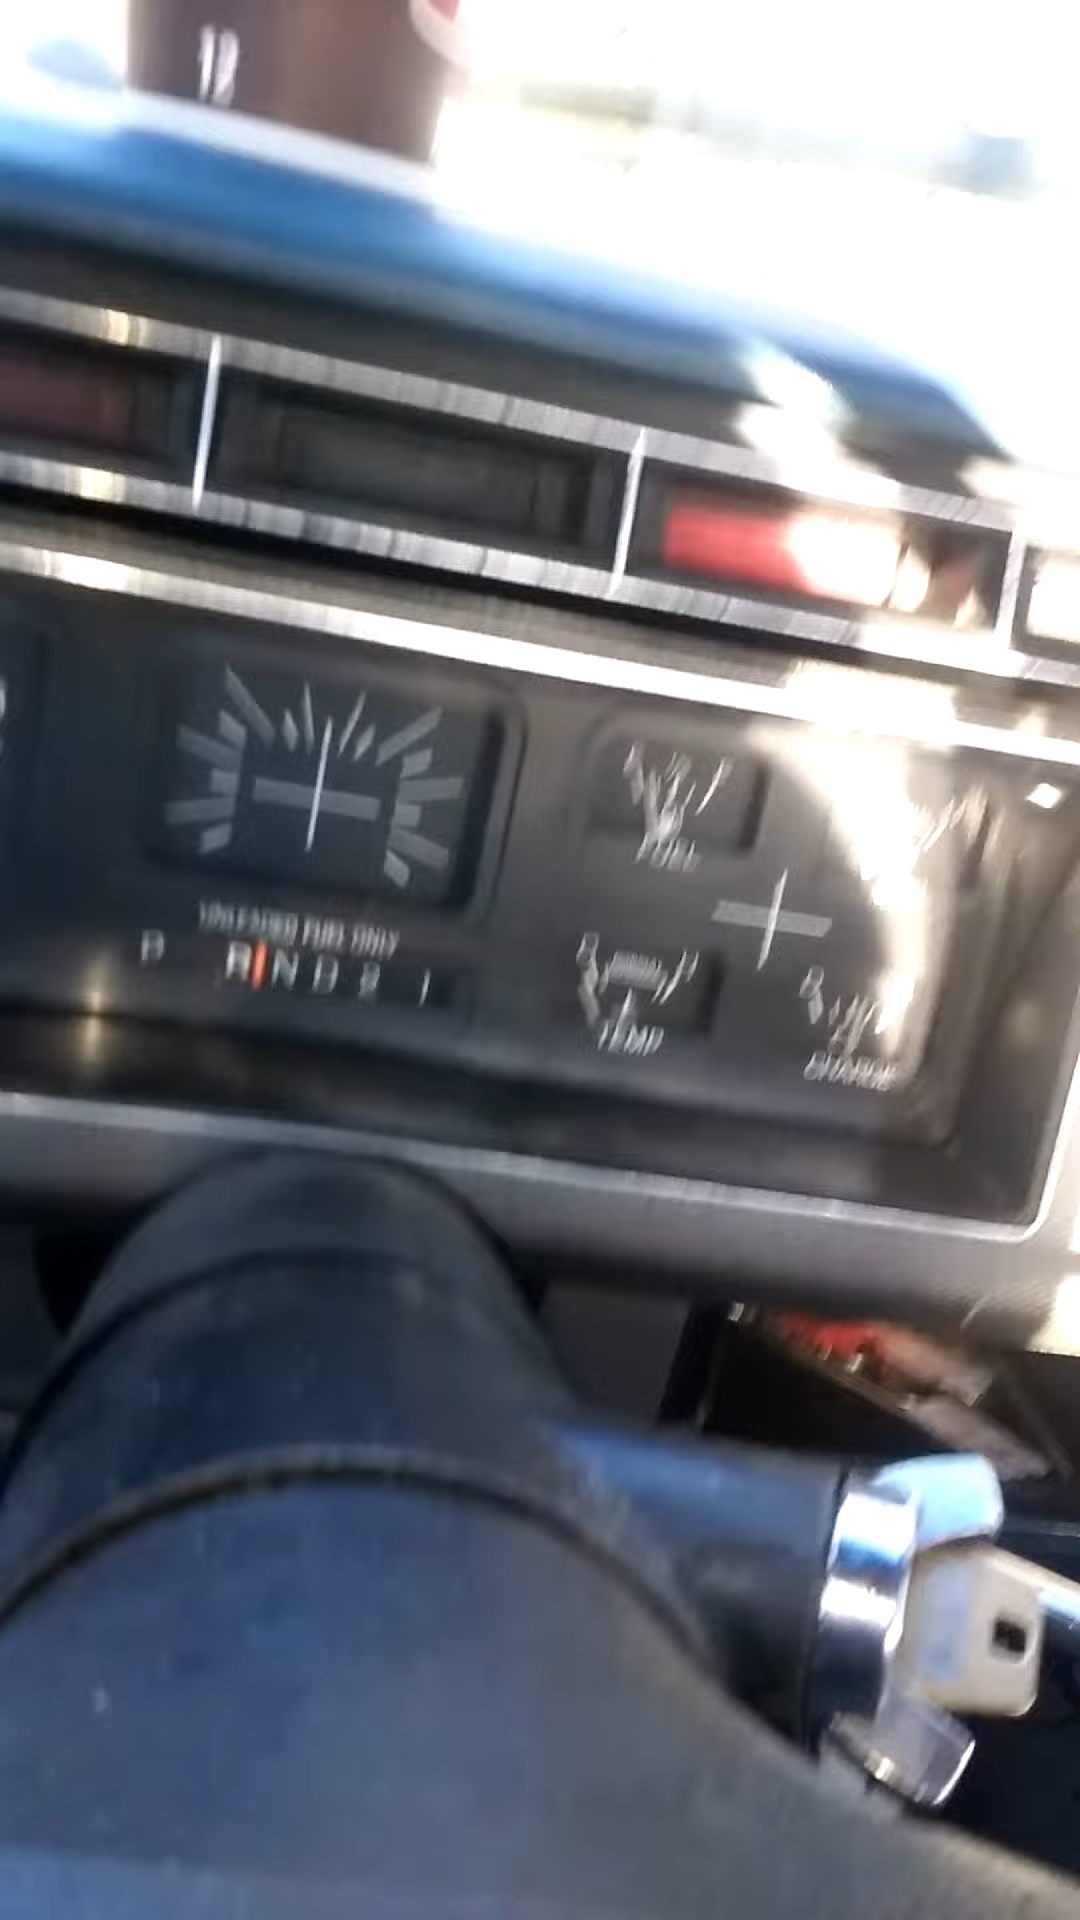 FUEL
UNLEADED FUEL ONLY
P R N D 2 1
TEMP
CHARGE